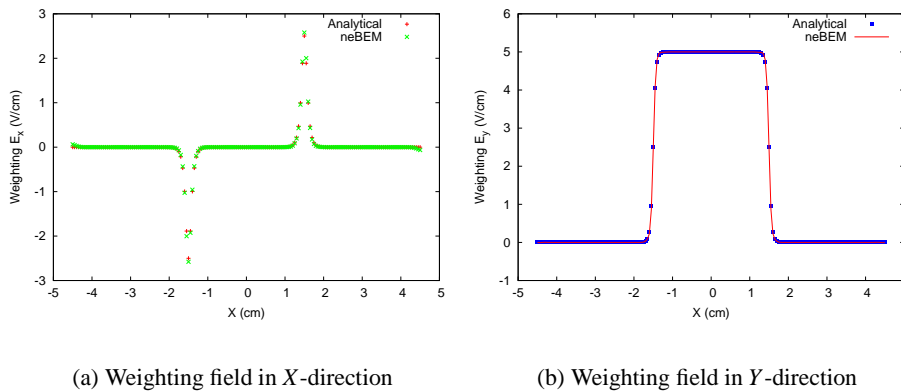 3
2
1
0
-1
-2
-3
-5 -4 -3 -2 -1 0 1 2 3 4 5
Weighting E_x (V/cm)
X (cm)
Analytical
neBEM
6
5
4
3
2
1
0
-1
-5 -4 -3 -2 -1 0 1 2 3 4 5
Weighting E_y (V/cm)
X (cm)
Analytical
neBEM
(a) Weighting field in X-direction
(b) Weighting field in Y-direction